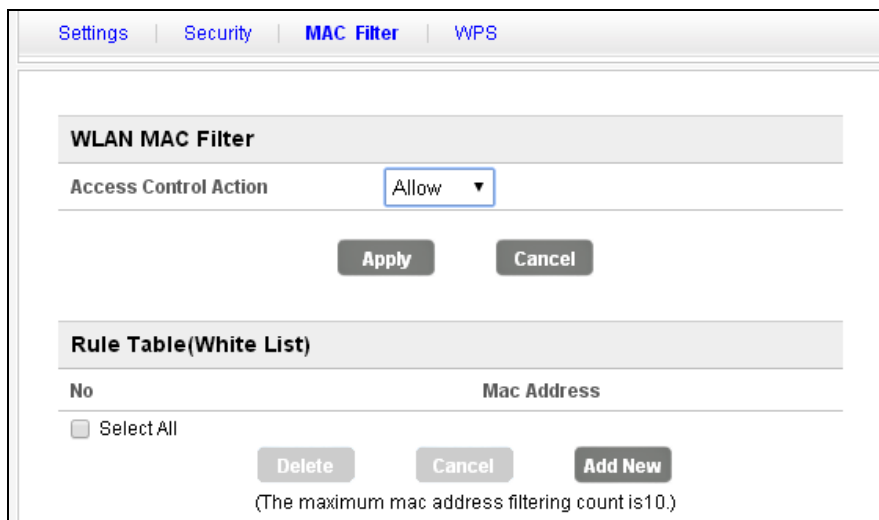 Settings | Security | MAC Filter | WPS
WLAN MAC Filter
Access Control Action Allow ▼
Apply Cancel
Rule Table(White List)
No Mac Address
Select All
Delete Cancel Add New
(The maximum mac address filtering count is10.)